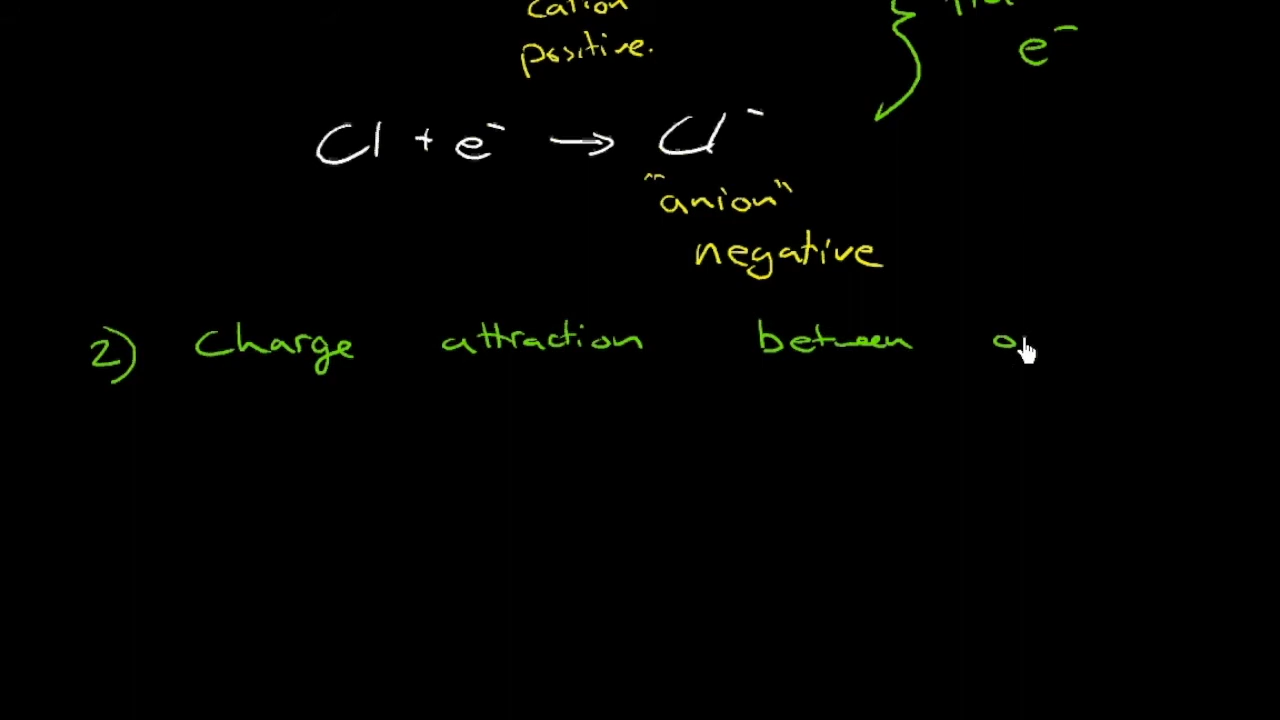 cation
positive.
e⁻
Cl + e⁻ → Cl⁻
"anion"
negative
2) Charge attraction between o